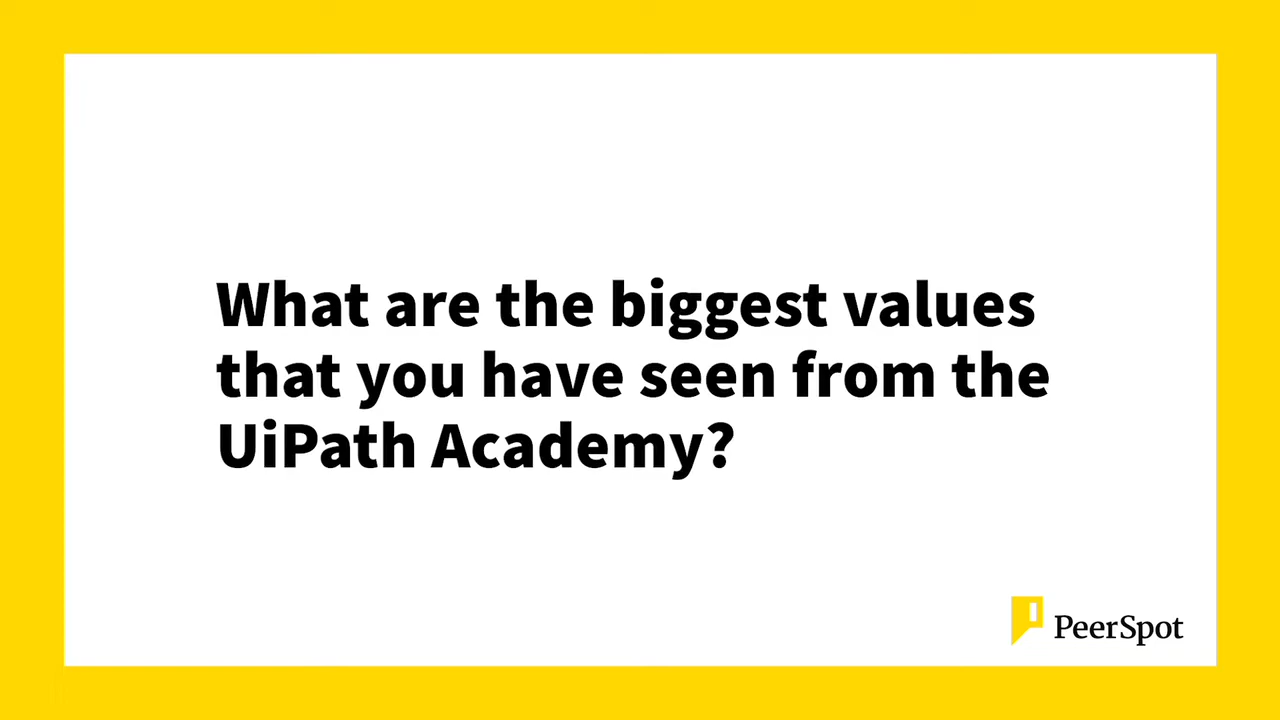 What are the biggest values
that you have seen from the
UiPath Academy?
PeerSpot